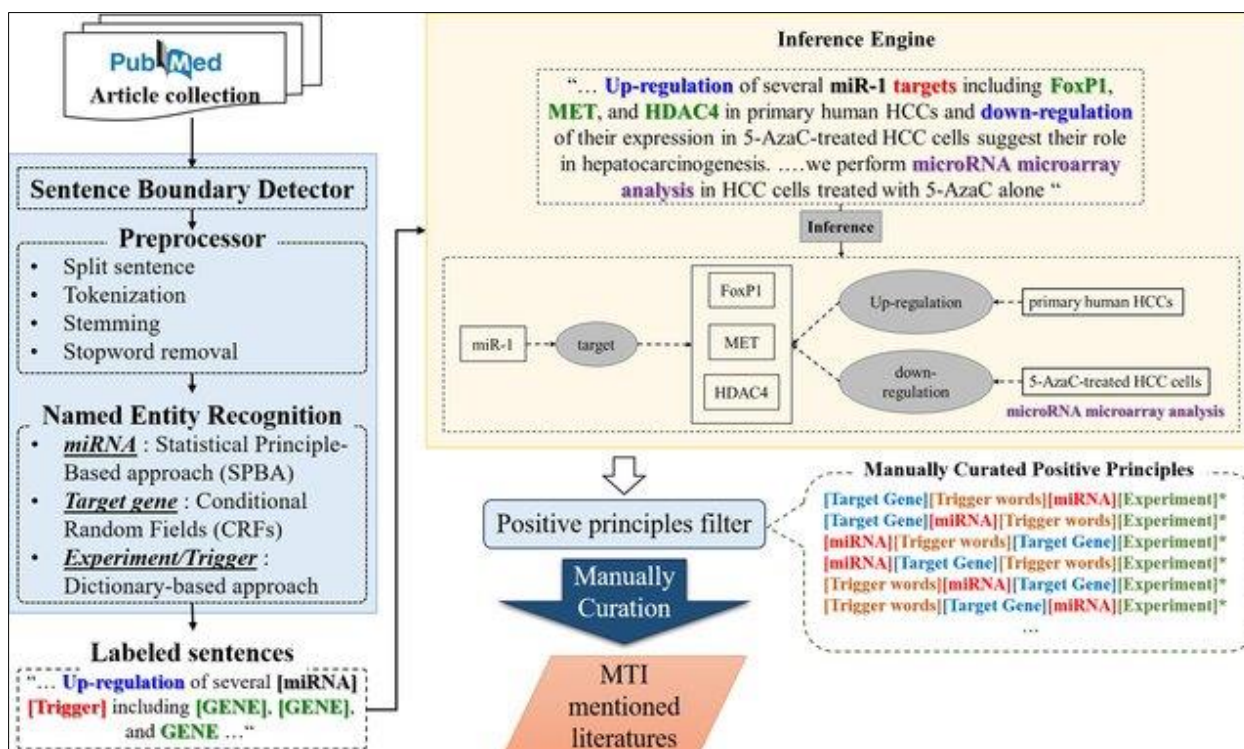 PubMed
Article collection
Sentence Boundary Detector
Preprocessor
• Split sentence
• Tokenization
• Stemming
• Stopword removal
Named Entity Recognition
• miRNA : Statistical Principle-
Based approach (SPBA)
• Target gene : Conditional
Random Fields (CRFs)
• Experiment/Trigger :
Dictionary-based approach
Labeled sentences
“... Up-regulation of several [miRNA]
[Trigger] including [GENE], [GENE],
and GENE ...“
Inference Engine
“... Up-regulation of several miR-1 targets including FoxP1,
MET, and HDAC4 in primary human HCCs and down-regulation
of their expression in 5-AzaC-treated HCC cells suggest their role
in hepatocarcinogenesis. ....we perform microRNA microarray
analysis in HCC cells treated with 5-AzaC alone “
Inference
miR-1
target
FoxP1
MET
HDAC4
Up-regulation
primary human HCCs
down-
regulation
5-AzaC-treated HCC cells
microRNA microarray analysis
Positive principles filter
Manually
Curation
MTI
mentioned
literatures
Manually Curated Positive Principles
[Target Gene][Trigger words][miRNA][Experiment]*
[Target Gene][miRNA][Trigger words][Experiment]*
[miRNA][Trigger words][Target Gene][Experiment]*
[miRNA][Target Gene][Trigger words][Experiment]*
[Trigger words][miRNA][Target Gene][Experiment]*
[Trigger words][Target Gene][miRNA][Experiment]*
...